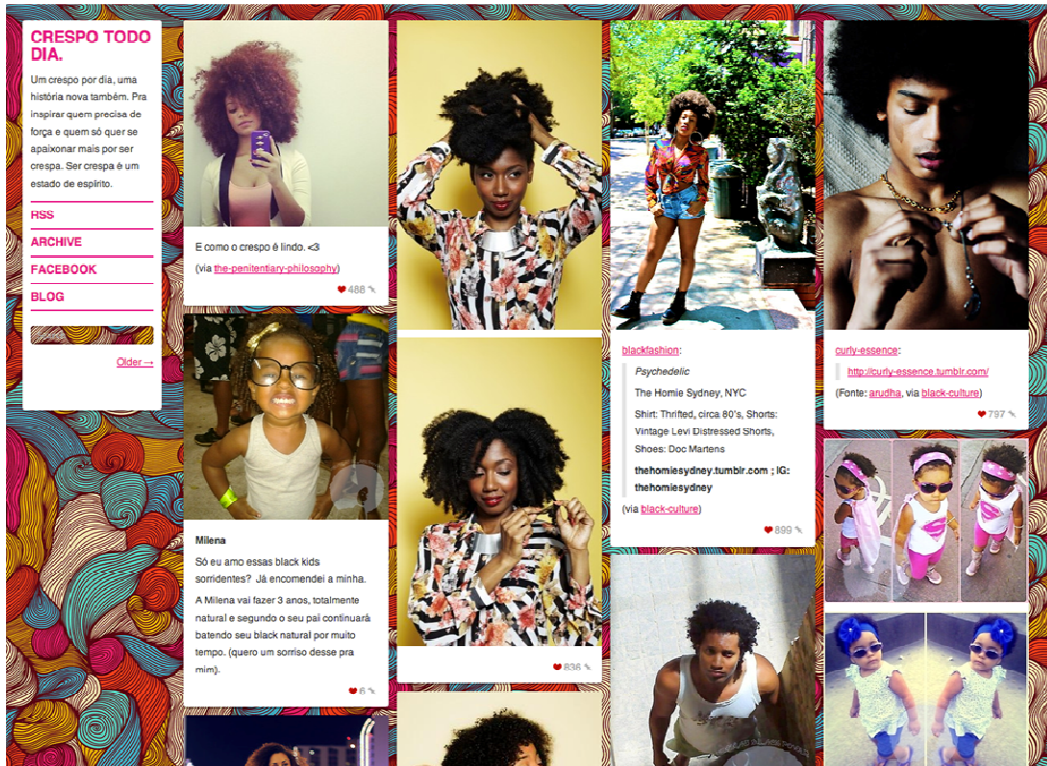 CRESPO TODO
DIA.
Um crespo por dia, uma
história nova também. Pra
inspirar quem precisa de
força e quem só quer se
apaixonar mais por ser
crespa. Ser crespa é um
estado de espírito.
RSS
ARCHIVE
FACEBOOK
BLOG
Older →
E como o crespo é lindo. <3
(via the-penitentiary-philosophy)
486
Milena
Só eu amo essas black kids
sorridentes? Já encomendei a minha.
A Milena vai fazer 3 anos, totalmente
natural e segundo o seu pai continuará
batendo seu black natural por muito
tempo. (quero um sorriso desse pra
mim).
6
836
blackfashion:
Psychedelic
The Homie Sydney, NYC
Shirt: Thrifted, circa 80's, Shorts:
Vintage Levi Distressed Shorts,
Shoes: Doc Martens
thehomiesydney.tumblr.com ; IG:
thehomiesydney
(via black-culture)
899
curly-essence:
http://curly-essence.tumblr.com/
(Fonte: arudha, via black-culture)
797